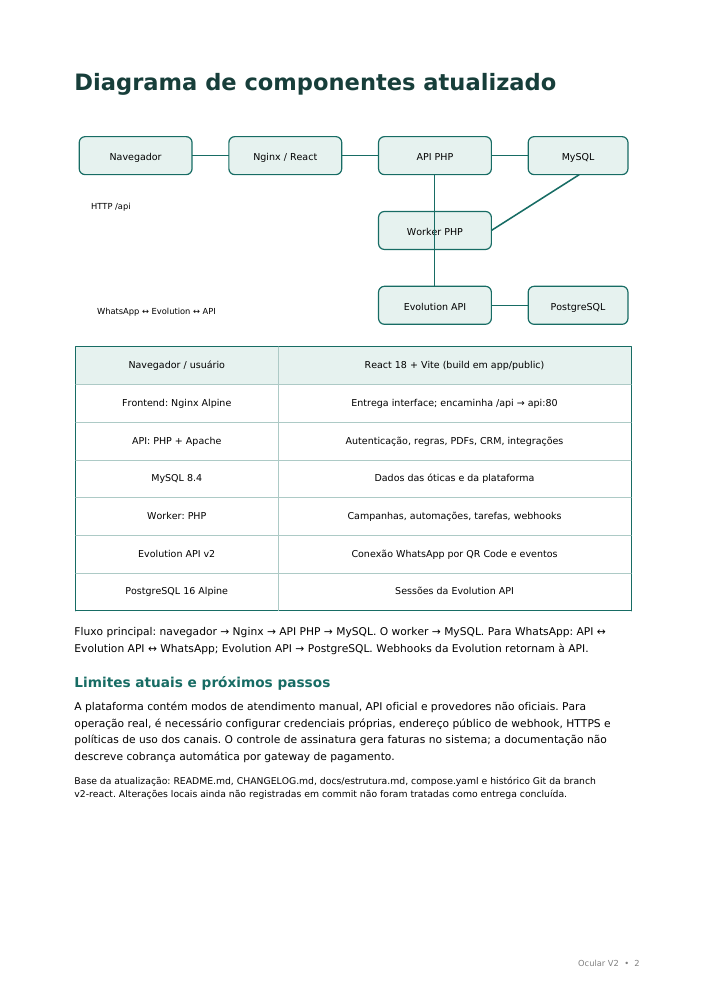 Diagrama de componentes atualizado
Navegador
Nginx / React
API PHP
MySQL
HTTP /api
Worker PHP
WhatsApp ↔ Evolution ↔ API
Evolution API
PostgreSQL
Navegador / usuário
React 18 + Vite (build em app/public)
Frontend: Nginx Alpine
Entrega interface; encaminha /api → api:80
API: PHP + Apache
Autenticação, regras, PDFs, CRM, integrações
MySQL 8.4
Dados das óticas e da plataforma
Worker: PHP
Campanhas, automações, tarefas, webhooks
Evolution API v2
Conexão WhatsApp por QR Code e eventos
PostgreSQL 16 Alpine
Sessões da Evolution API
Fluxo principal: navegador → Nginx → API PHP → MySQL. O worker → MySQL. Para WhatsApp: API ↔
Evolution API ↔ WhatsApp; Evolution API → PostgreSQL. Webhooks da Evolution retornam à API.
Limites atuais e próximos passos
A plataforma contém modos de atendimento manual, API oficial e provedores não oficiais. Para
operação real, é necessário configurar credenciais próprias, endereço público de webhook, HTTPS e
políticas de uso dos canais. O controle de assinatura gera faturas no sistema; a documentação não
descreve cobrança automática por gateway de pagamento.
Base da atualização: README.md, CHANGELOG.md, docs/estrutura.md, compose.yaml e histórico Git da branch
v2-react. Alterações locais ainda não registradas em commit não foram tratadas como entrega concluída.
Ocular V2 • 2